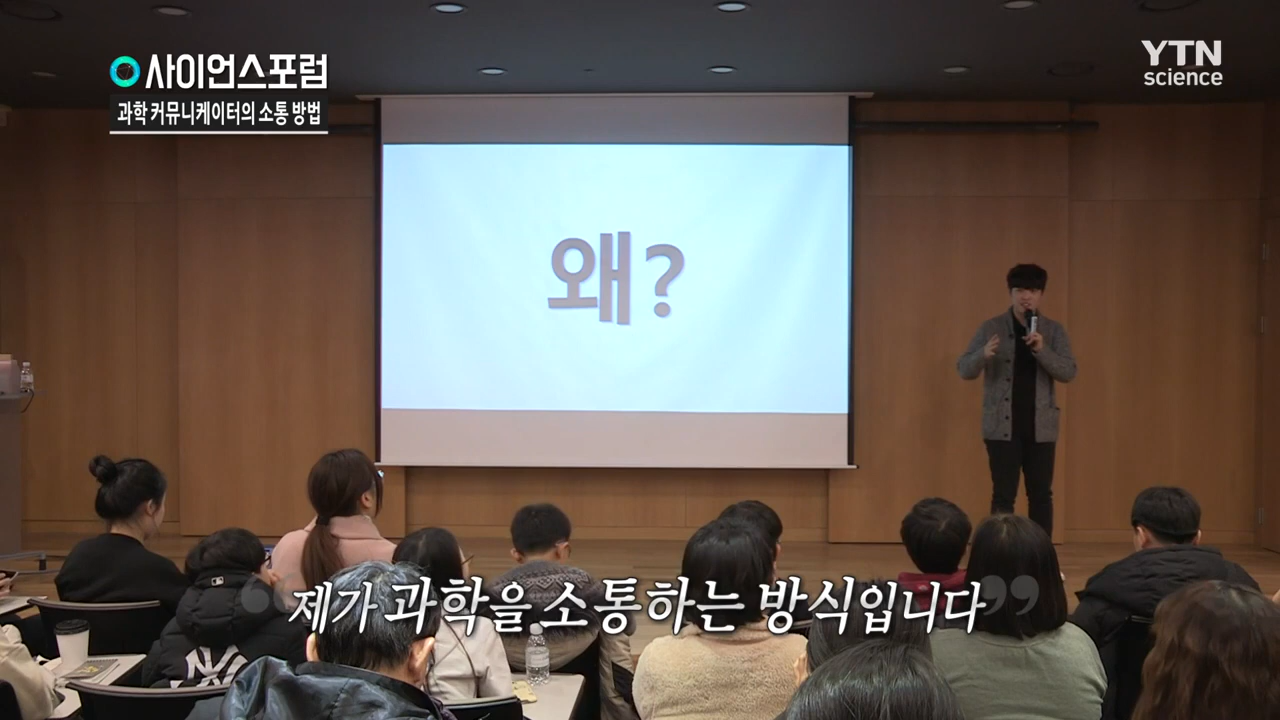 사이언스포럼
과학 커뮤니케이터의 소통 방법
YTN
science
왜?
NY
“제가 과학을 소통하는 방식입니다”